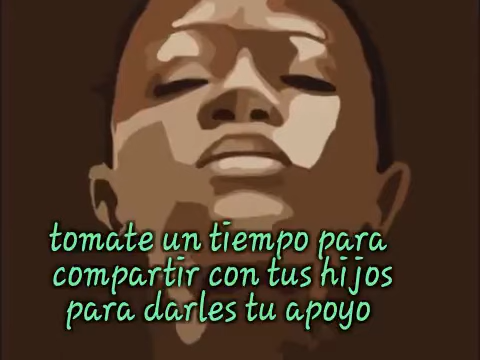 tomate un tiempo para
compartir con tus hijos
para darles tu apoyo